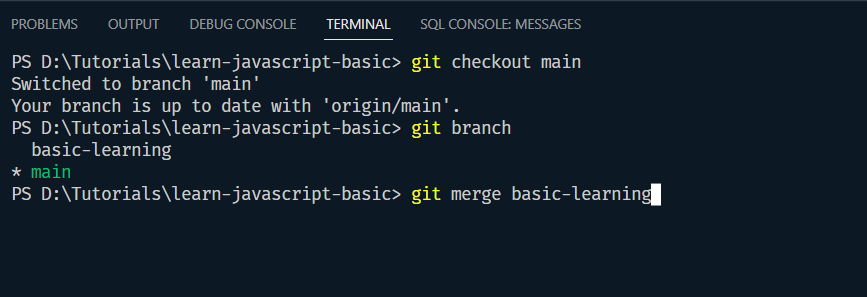 PROBLEMS OUTPUT DEBUG CONSOLE TERMINAL SQL CONSOLE: MESSAGES
PS D:\Tutorials\learn-javascript-basic> git checkout main
Switched to branch 'main'
Your branch is up to date with 'origin/main'.
PS D:\Tutorials\learn-javascript-basic> git branch
  basic-learning
* main
PS D:\Tutorials\learn-javascript-basic> git merge basic-learning